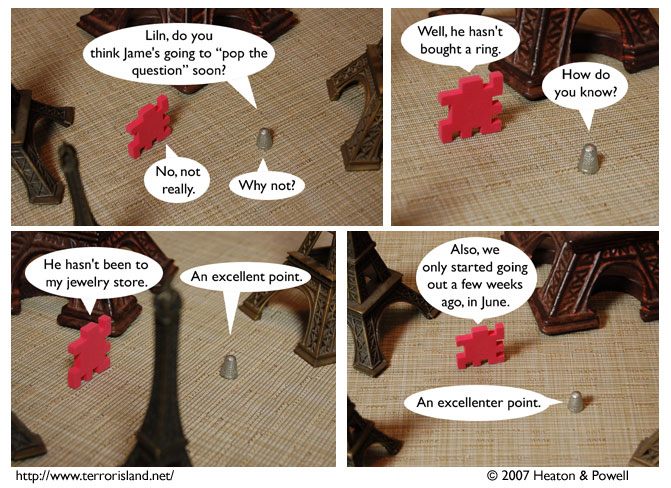 Liln, do you
think Jame's going to “pop the
question” soon?
No, not
really.
Why not?
Well, he hasn't
bought a ring.
How do
you know?
He hasn't been to
my jewelry store.
An excellent point.
Also, we
only started going
out a few weeks
ago, in June.
An excellenter point.
http://www.terrorisland.net/
© 2007 Heaton & Powell